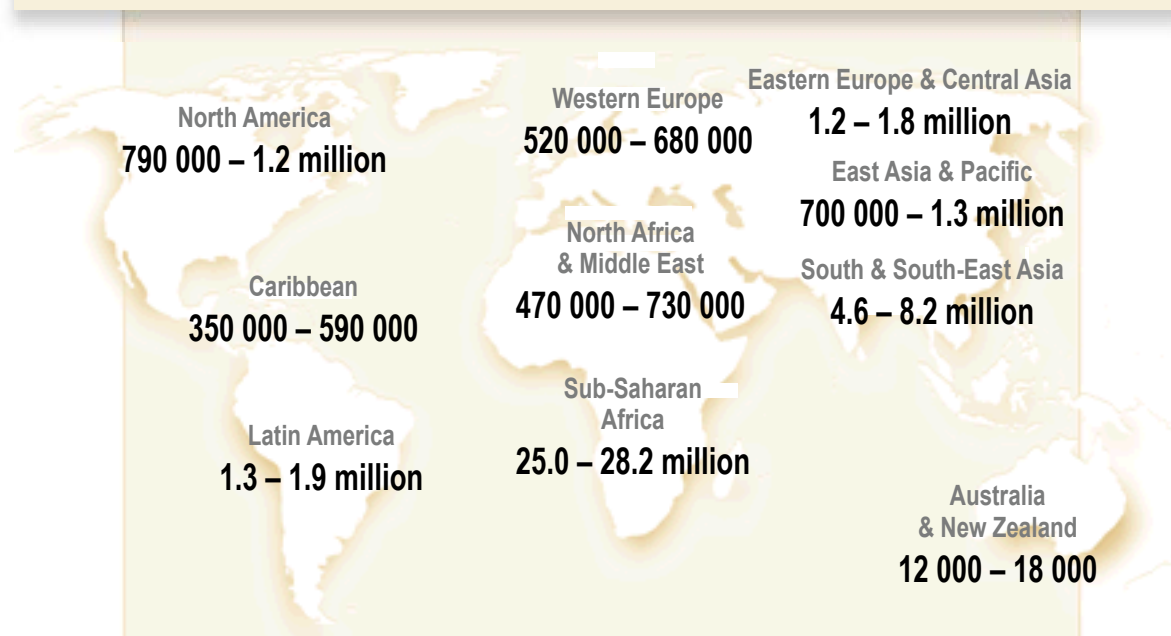 North America
790 000 – 1.2 million
Western Europe
520 000 – 680 000
Eastern Europe & Central Asia
1.2 – 1.8 million
East Asia & Pacific
700 000 – 1.3 million
North Africa
& Middle East
470 000 – 730 000
South & South-East Asia
4.6 – 8.2 million
Caribbean
350 000 – 590 000
Sub-Saharan
Africa
25.0 – 28.2 million
Latin America
1.3 – 1.9 million
Australia
& New Zealand
12 000 – 18 000